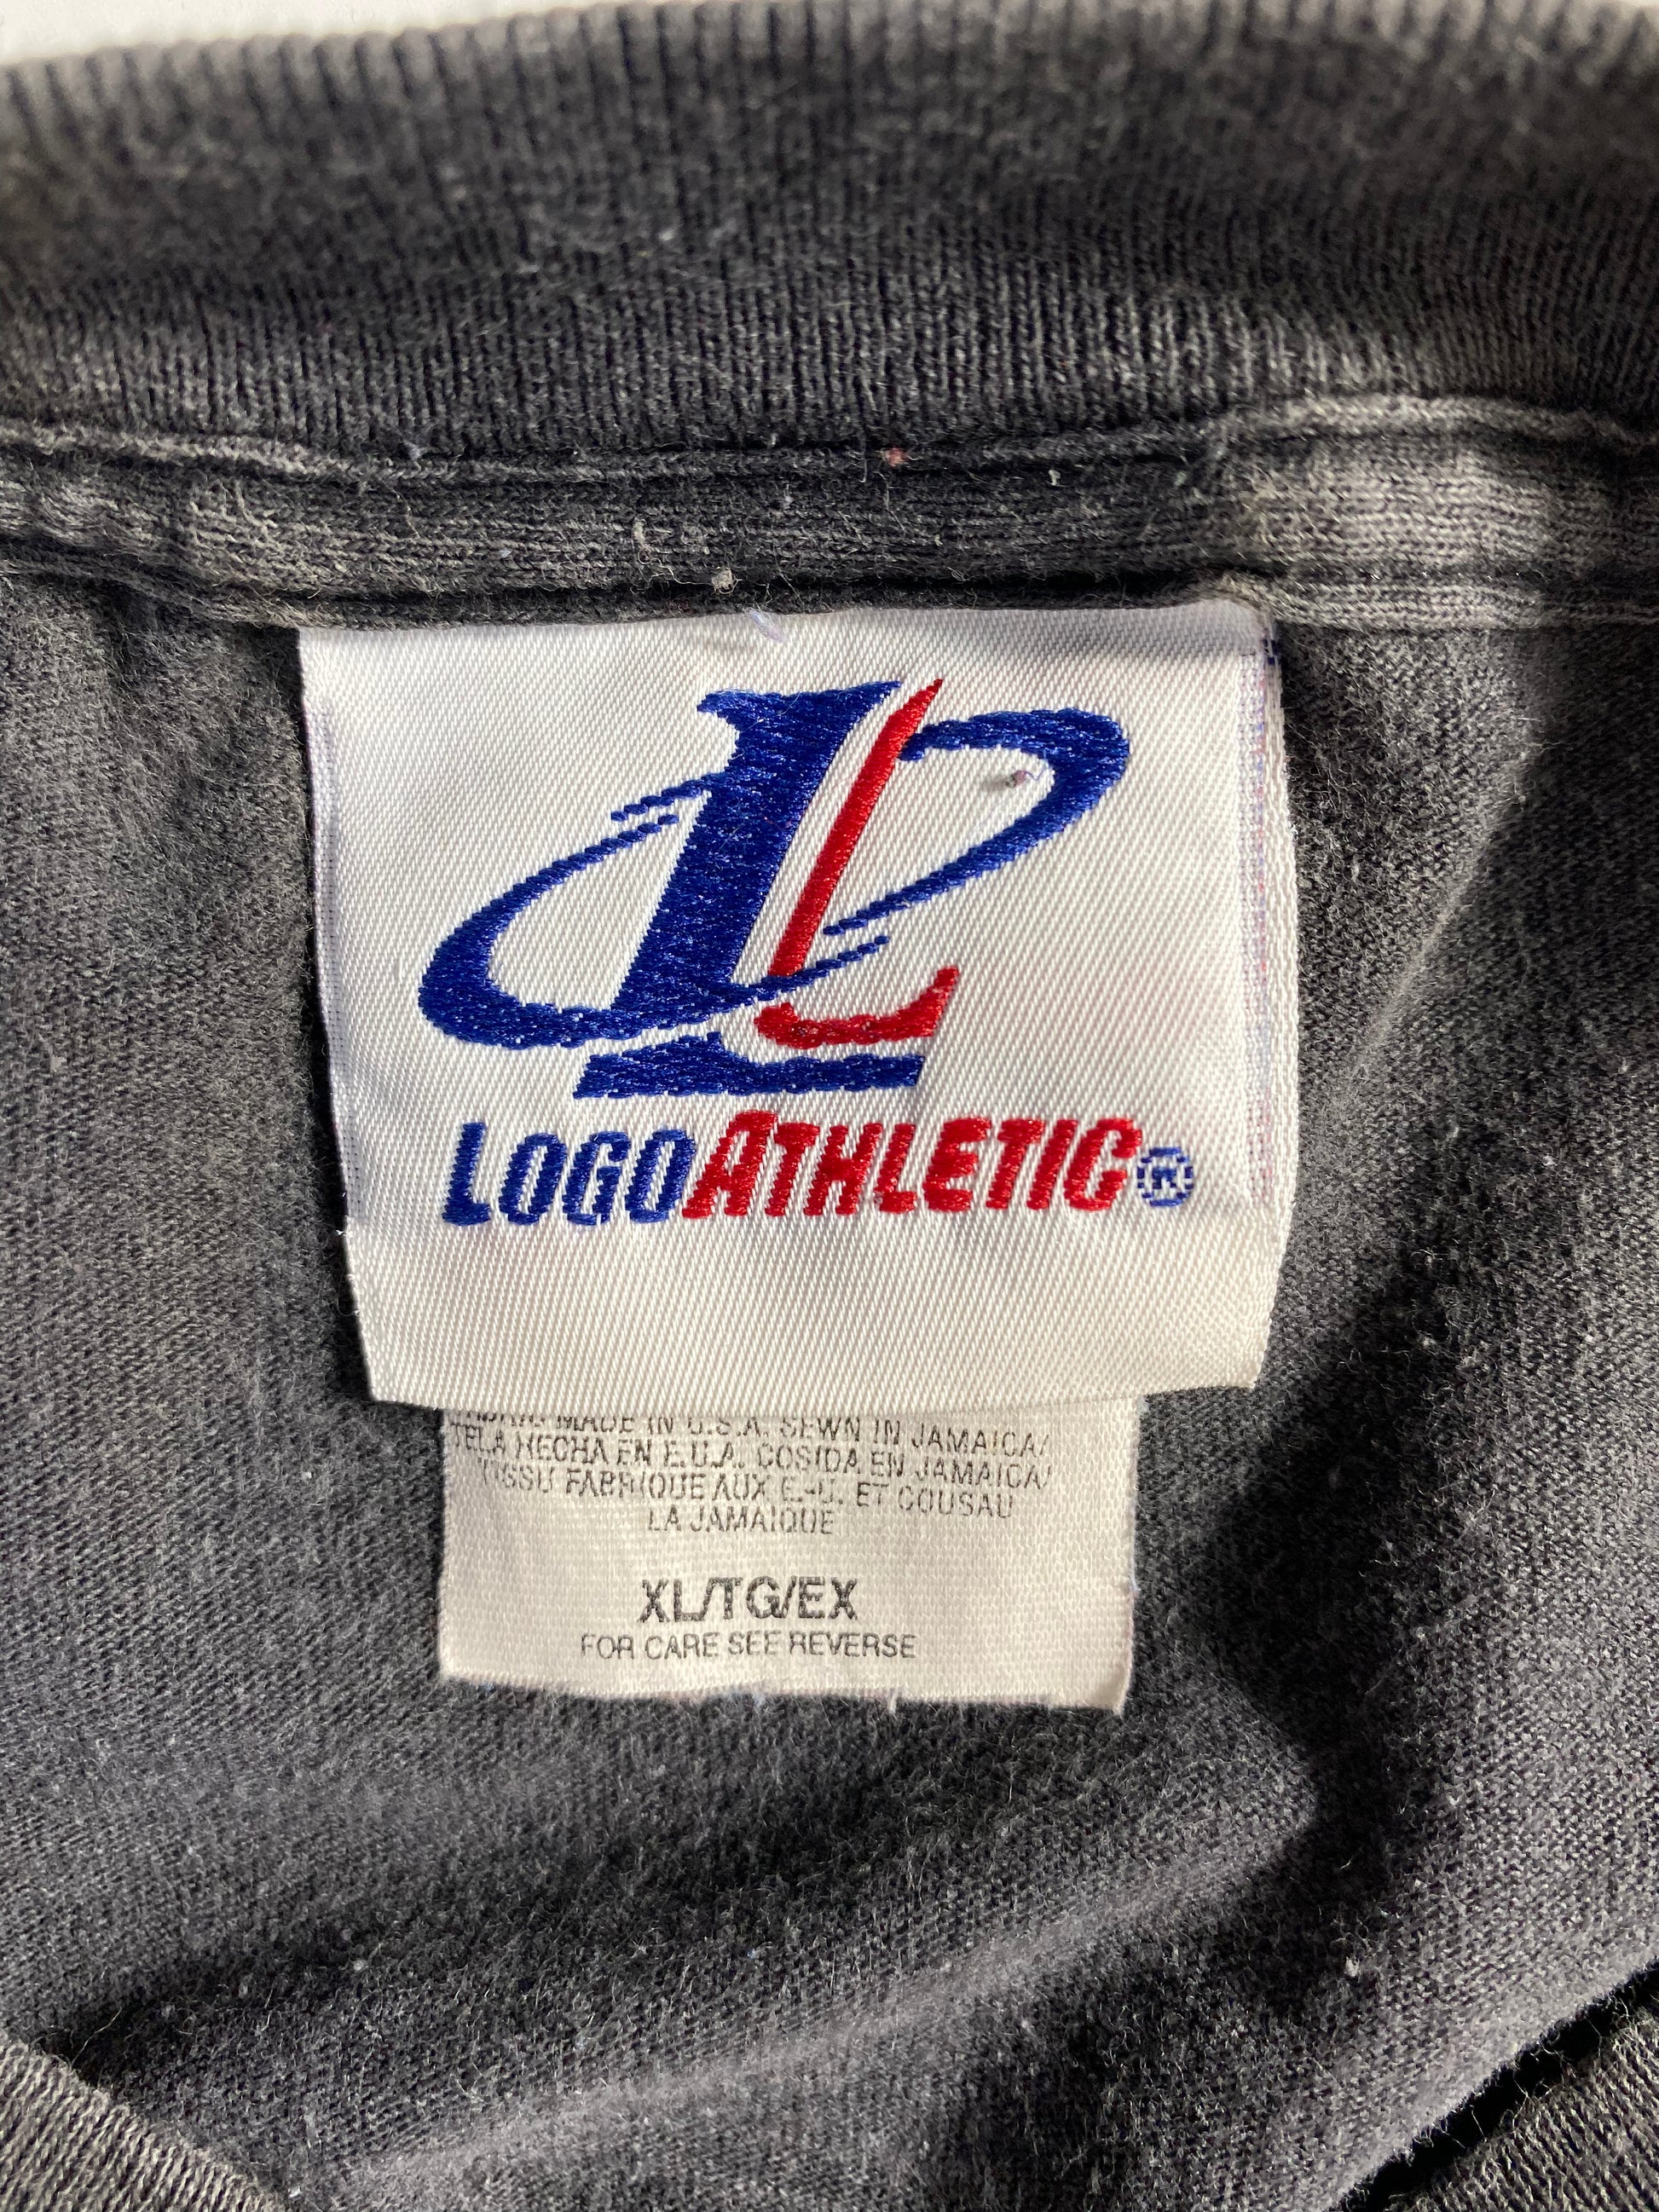 LOGOATHLETIC®
FABRIC MADE IN U.S.A. SEWN IN JAMAICA/
TELA HECHA EN E.U.A. COSIDA EN JAMAICA/
TISSU FABRIQUE AUX E.-U. ET COUSAU
LA JAMAIQUE
XL/TG/EX
FOR CARE SEE REVERSE